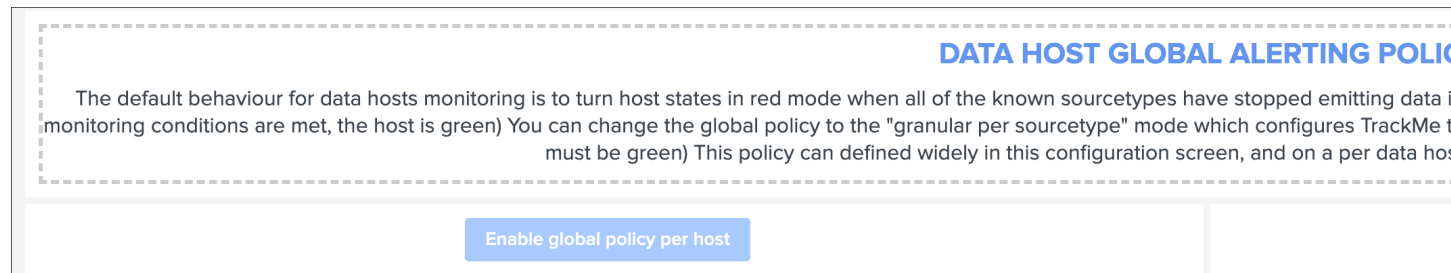 DATA HOST GLOBAL ALERTING
The default behaviour for data hosts monitoring is to turn host states in red mode when all of the known sourcetypes have stopped emitting data
monitoring conditions are met, the host is green) You can change the global policy to the "granular per sourcetype" mode which configures TrackMe
must be green) This policy can defined widely in this configuration screen, and on a per data
Enable global policy per host